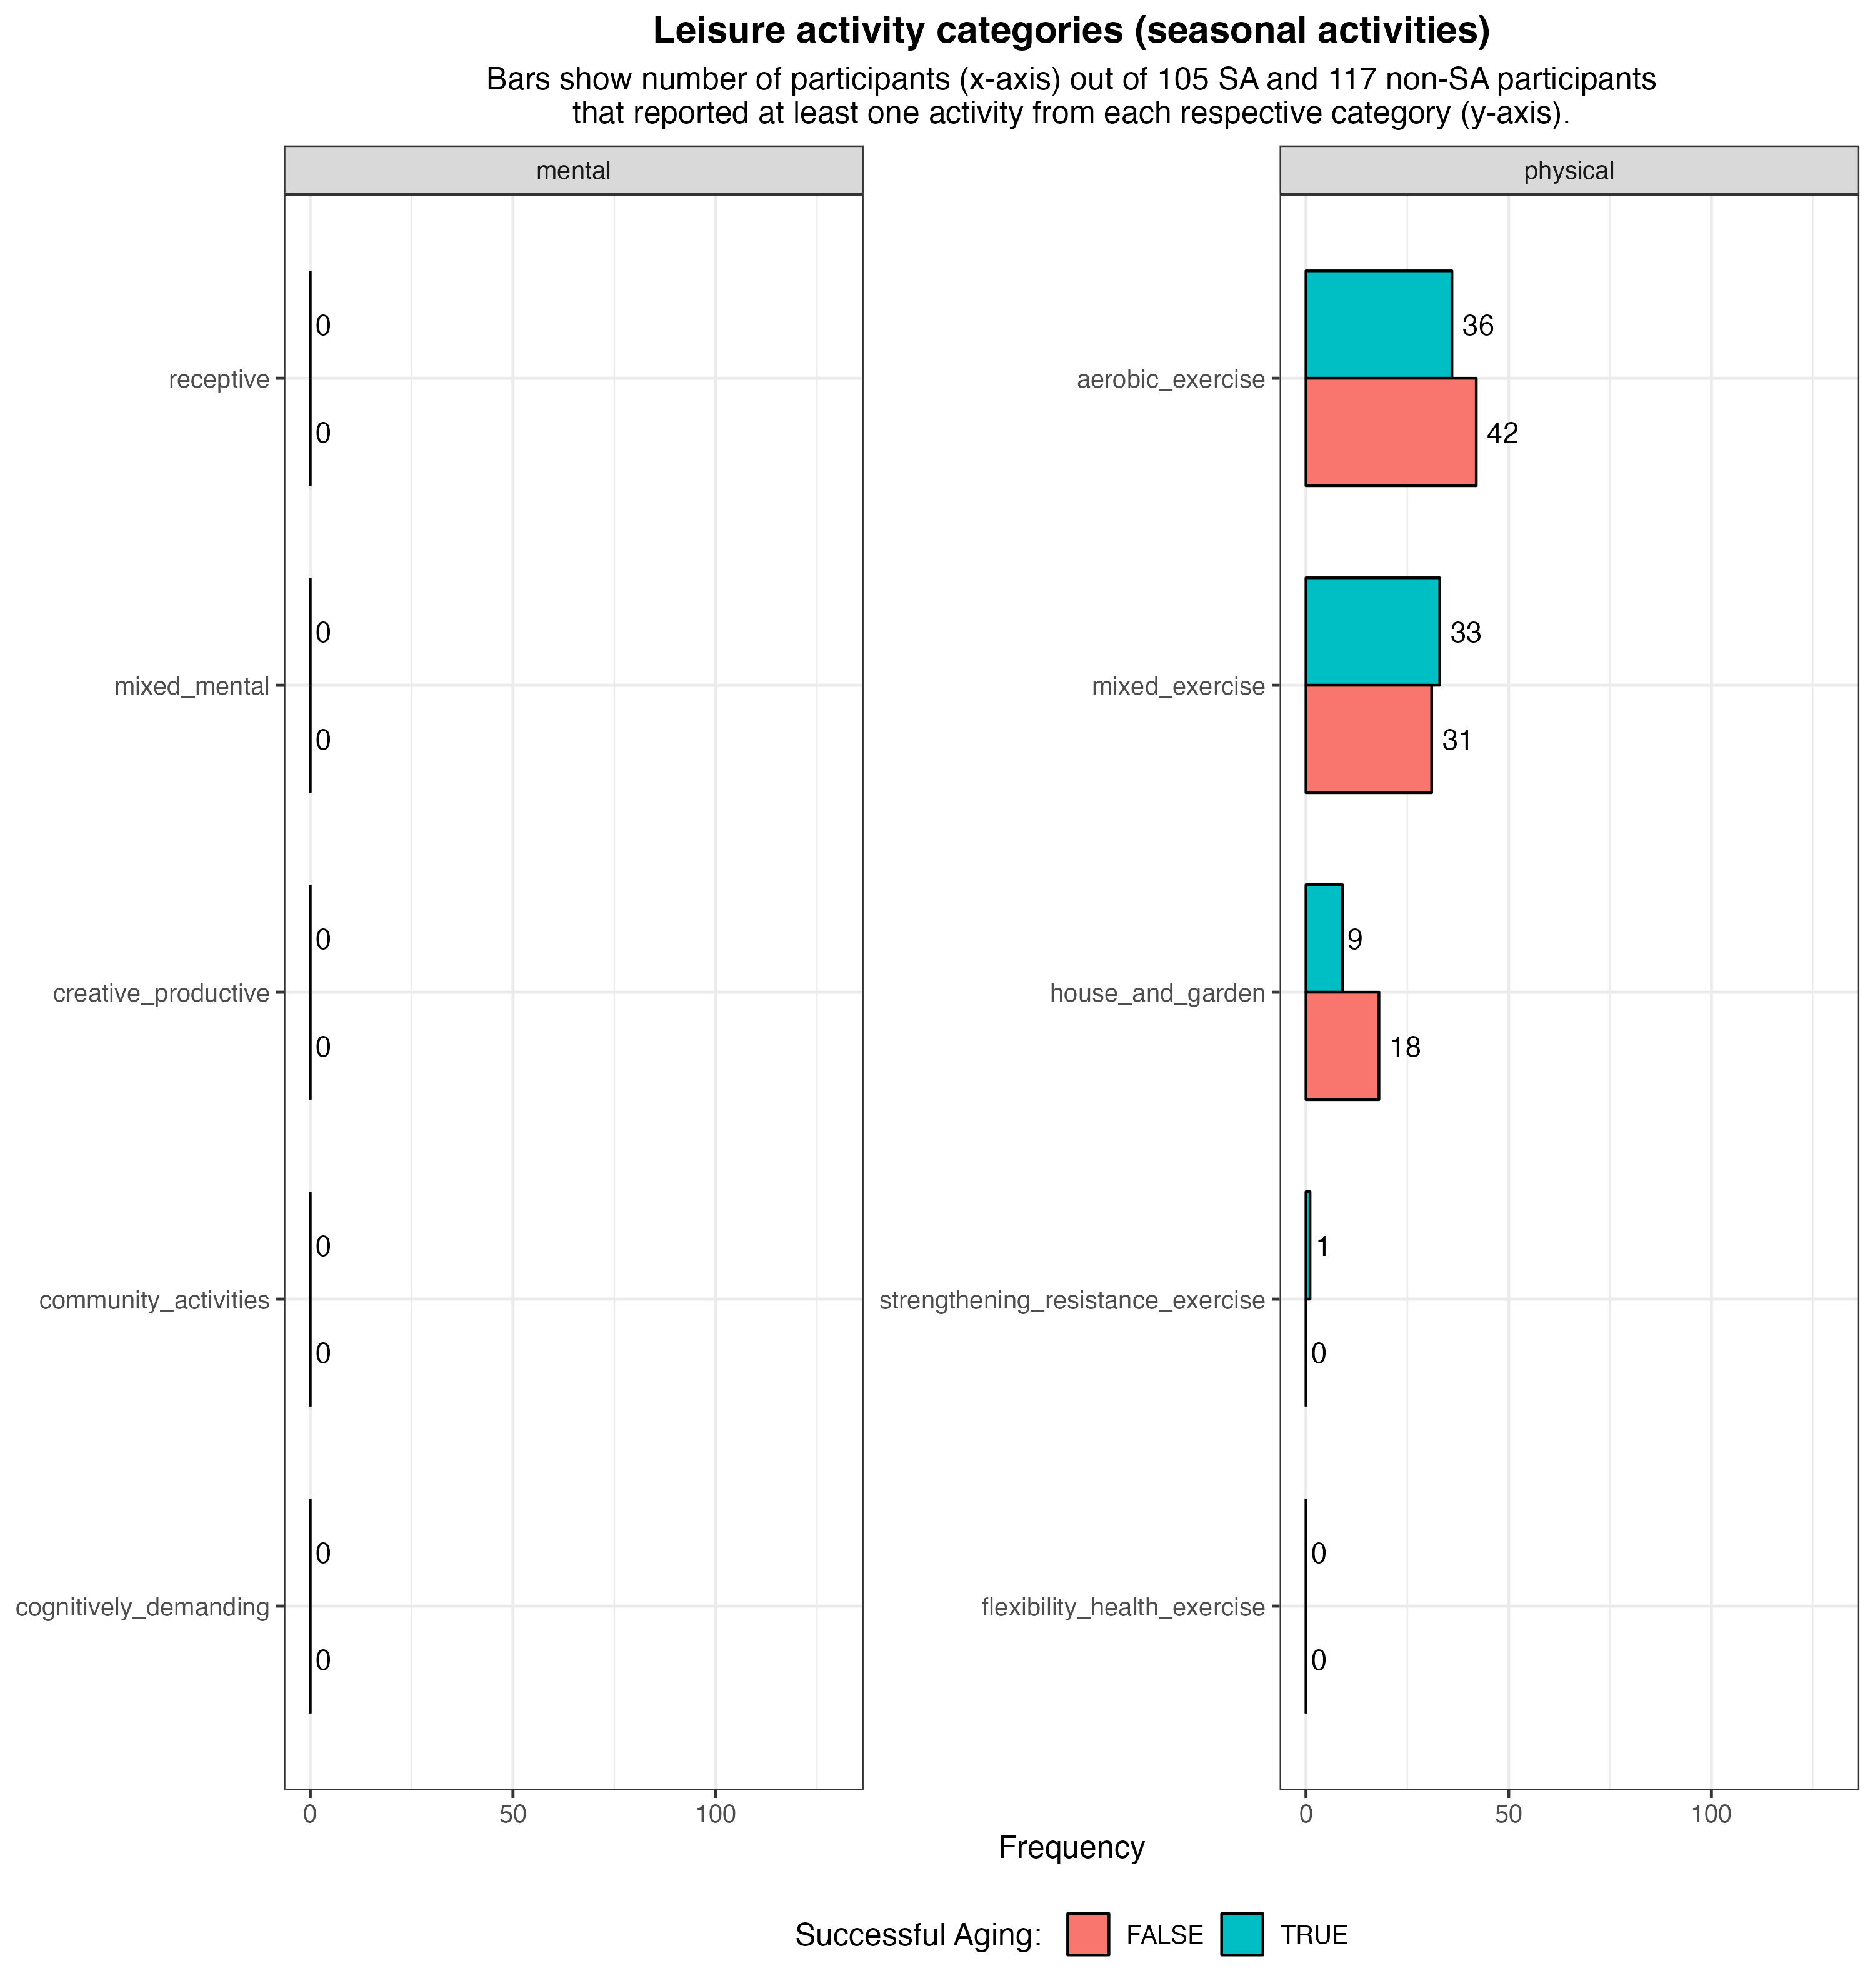 Leisure activity categories (seasonal activities)
Bars show number of participants (x-axis) out of 105 SA and 117 non-SA participants
that reported at least one activity from each respective category (y-axis).
mental
receptive
0
0
mixed_mental
0
0
creative_productive
0
0
community_activities
0
0
cognitively_demanding
0
0
0 50 100
physical
aerobic_exercise
36
42
mixed_exercise
33
31
house_and_garden
9
18
strengthening_resistance_exercise
1
0
flexibility_health_exercise
0
0
0 50 100
Frequency
Successful Aging: FALSE TRUE